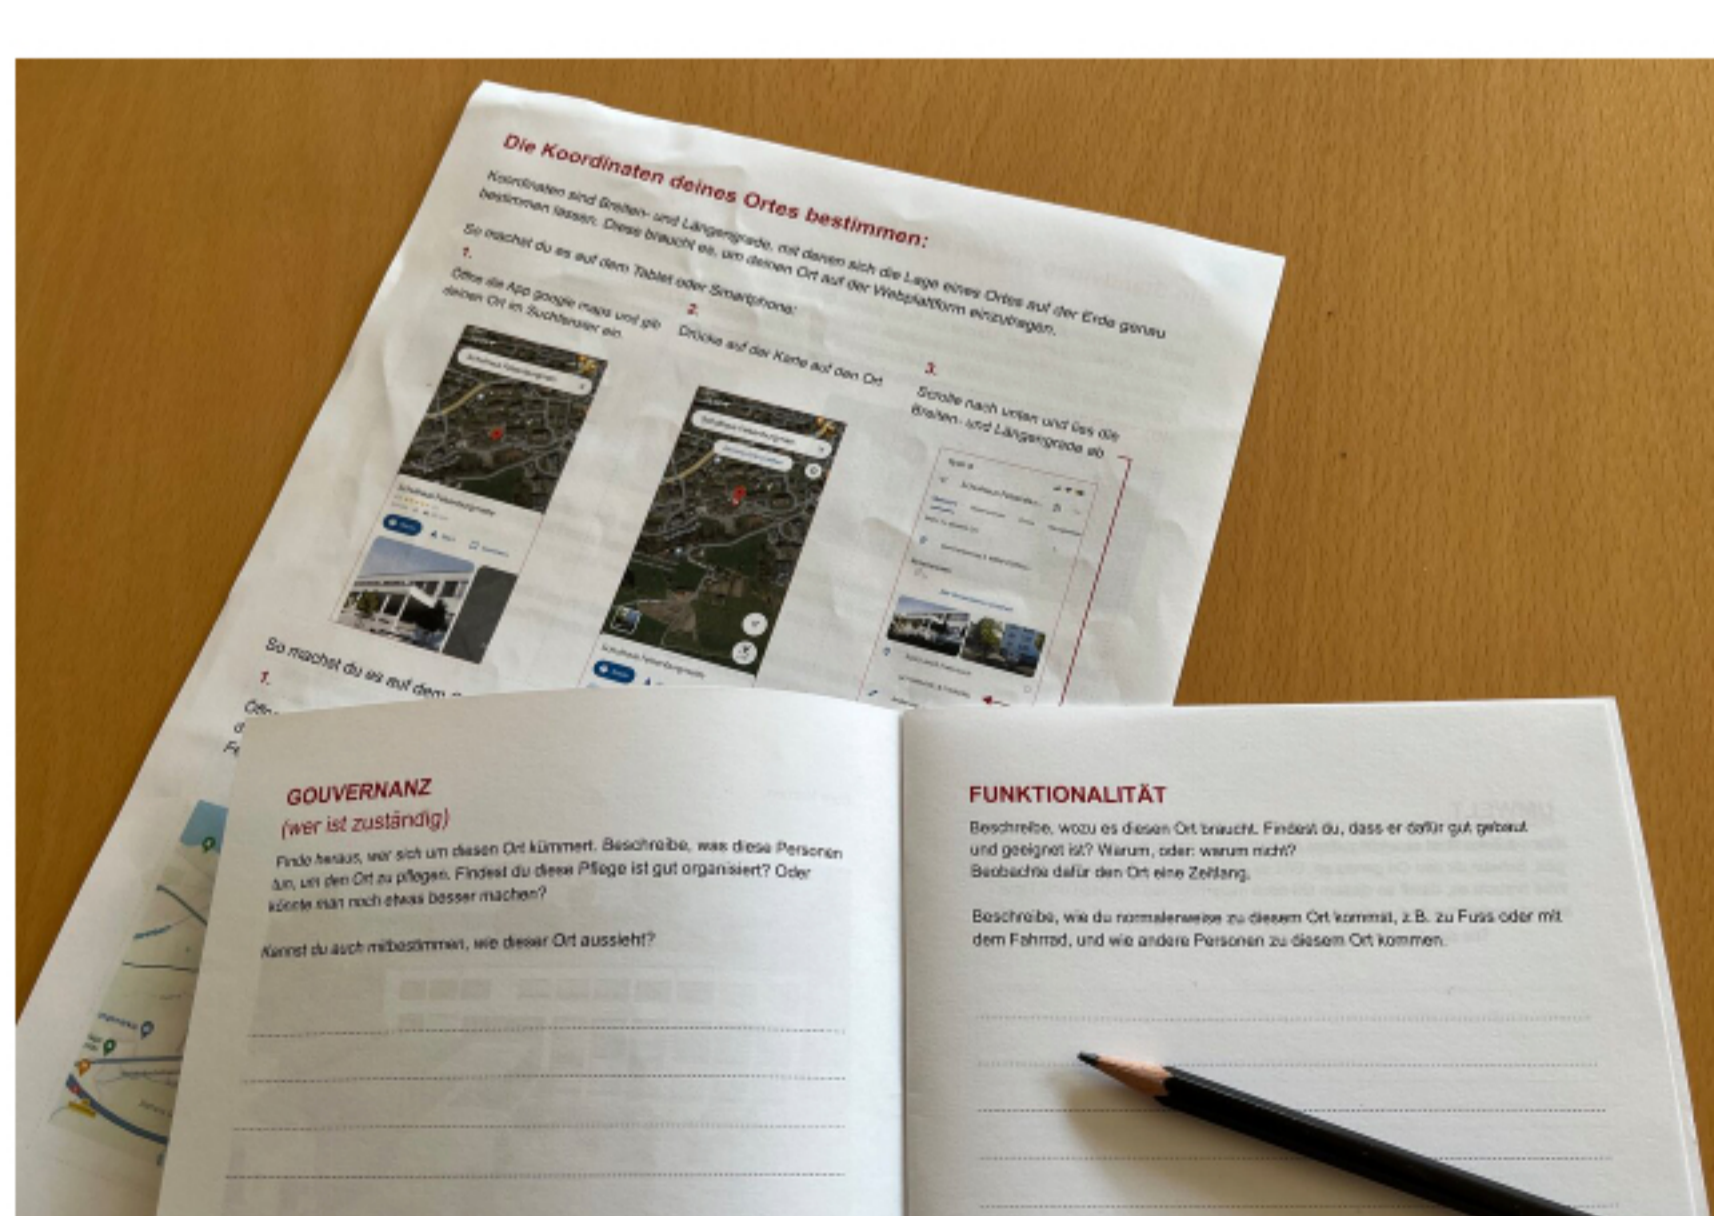 Die Koordinaten deines Ortes bestimmen:
Koordinaten sind Breiten- und Längengrade, mit denen sich die Lage eines Ortes auf der Erde genau
bestimmen lassen. Diese braucht es, um deinen Ort auf der Webplattform einzutragen.
So machst du es auf dem Tablet oder Smartphone:
1.
Öffne die App google maps und gib
deinen Ort im Suchfenster ein.
2.
Drücke auf der Karte auf den Ort
3.
Scrolle nach unten und lies die
Breiten- und Längengrade ab
So machst du es auf dem
1.
GOUVERNANZ
(wer ist zuständig)
Finde heraus, wer sich um diesen Ort kümmert. Beschreibe, was diese Personen
tun, um den Ort zu pflegen. Findest du diese Pflege ist gut organisiert? Oder
könnte man noch etwas besser machen?
Kannst du auch mitbestimmen, wie dieser Ort aussieht?
FUNKTIONALITÄT
Beschreibe, wozu es diesen Ort braucht. Findest du, dass er dafür gut gebaut
und geeignet ist? Warum, oder: warum nicht?
Beobachte dafür den Ort eine Zeitlang.
Beschreibe, wie du normalerweise zu diesem Ort kommst, z.B. zu Fuss oder mit
dem Fahrrad, und wie andere Personen zu diesem Ort kommen.